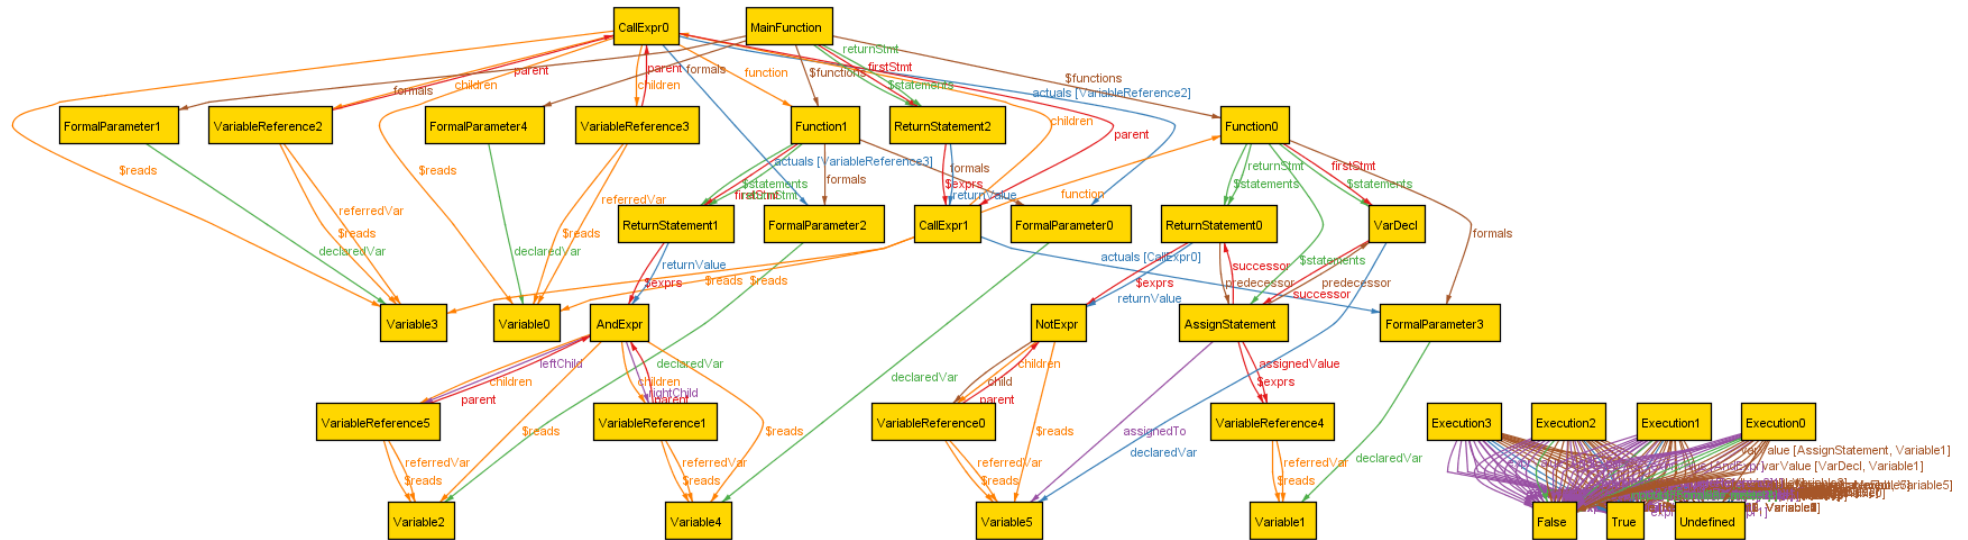 CallExpr0
MainFunction
returnStmt
parent
parent
formals
function
$functions
firstStmt
$functions
children
children
$statements
formals
actuals [VariableReference2]
FormalParameter1
VariableReference2
FormalParameter4
VariableReference3
Function1
ReturnStatement2
children
parent
Function0
$reads
$reads
actuals [VariableReference3]
formals
returnStmt
firstStmt
formals
$statements
$exprs
$statements
$statements
referredVar
returnValue
function
firstStmt
referredVar
ReturnStatement1
FormalParameter2
CallExpr1
FormalParameter0
ReturnStatement0
VarDecl
$reads
$reads
formals
declaredVar
declaredVar
returnValue
actuals [CallExpr0]
$statements
successor
$exprs
$reads
$reads
$exprs
predecessor
predecessor
returnValue
successor
Variable3
Variable0
AndExpr
NotExpr
AssignStatement
FormalParameter3
leftChild
declaredVar
children
assignedValue
children
children
declaredVar
child
$exprs
rightChild
parent
parent
parent
VariableReference5
VariableReference1
VariableReference0
VariableReference4
Execution3
Execution2
Execution1
Execution0
$reads
$reads
$reads
assignedTo
varValue [AssignStatement, Variable1]
declaredVar
declaredVar
referredVar
referredVar
referredVar
referredVar
varValue [VarDecl, Variable1]
$reads
$reads
$reads
$reads
Variable2
Variable4
Variable5
Variable1
False
True
Undefined